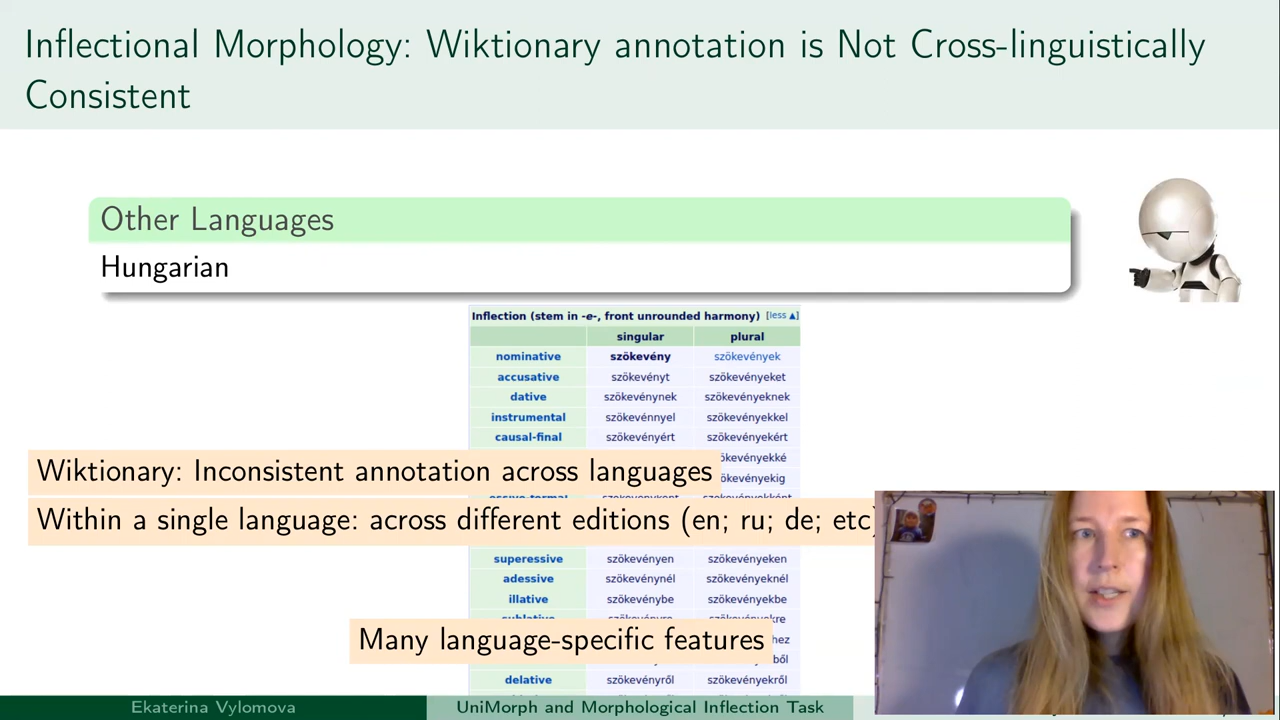 Inflectional Morphology: Wiktionary annotation is Not Cross-linguistically
Consistent
Other Languages
Hungarian
Inflection (stem in -e-, front unrounded harmony) [less ▲]
singular plural
nominative szökevény szökevények
accusative szökevényt szökevényeket
dative szökevénynek szökevényeknek
instrumental szökevénnyel szökevényekkel
causal-final szökevényért szökevényekért
Wiktionary: Inconsistent annotation across languages
Within a single language: across different editions (en; ru; de; etc)
superessive szökevényen szökevényeken
adessive szökevénynél szökevényeknél
illative szökevénybe szökevényekbe
Many language-specific features
delative szökevényről szökevényekről
Ekaterina Vylomova UniMorph and Morphological Inflection Task